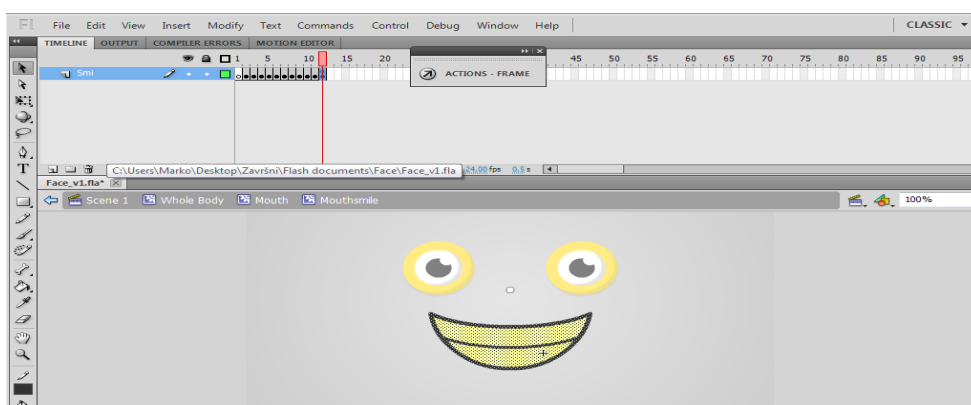 Fl File Edit View Insert Modify Text Commands Control Debug Window Help CLASSIC
TIMELINE OUTPUT COMPILER ERRORS MOTION EDITOR
1 5 10 15 20 45 50 55 60 65 70 75 80 85 90 95
Smi
ACTIONS - FRAME
T
C:\Users\Marko\Desktop\Završni\Flash documents\Face\Face_v1.fla 24.00 fps 0.5 s
Face_v1.fla*
Scene 1 Whole Body Mouth Mouthsmile 100%